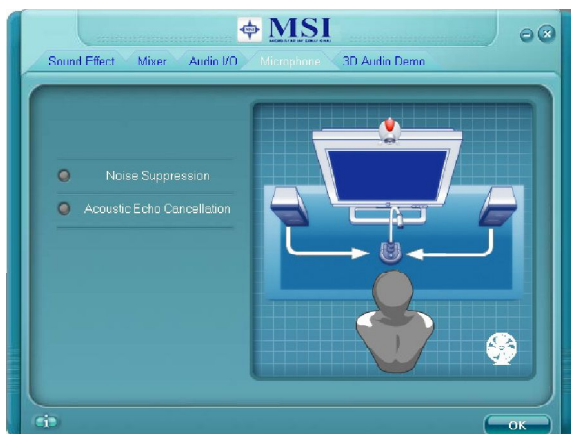 MSI
Sound Effect Mixer Audio I/O Microphone 3D Audio Demo
Noise Suppression
Acoustic Echo Cancellation
i
OK